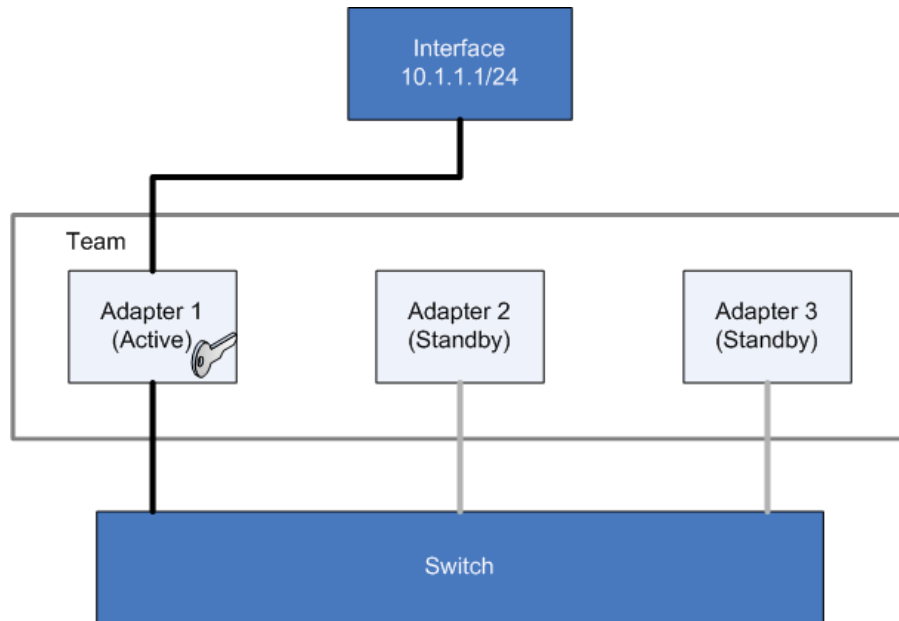 Interface
10.1.1.1/24
Team
Adapter 1
(Active)
Adapter 2
(Standby)
Adapter 3
(Standby)
Switch